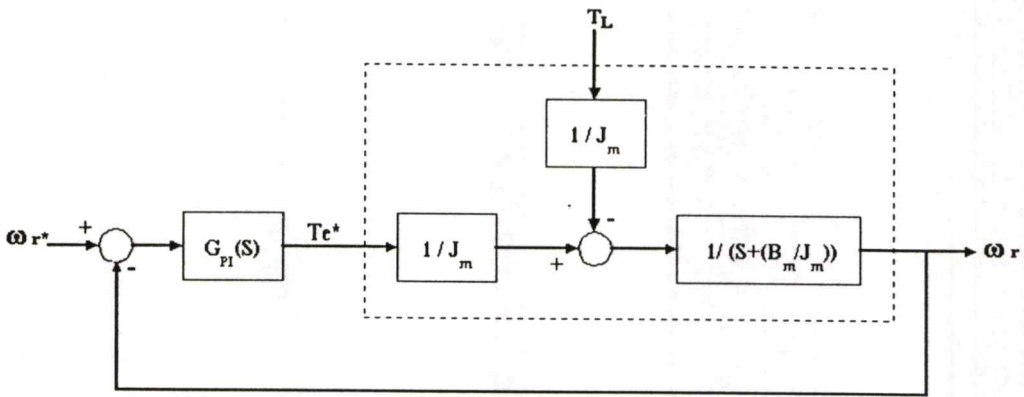 T_L
1 / J_m
ω r*
+
-
G_PI(S)
Te*
1 / J_m
+
-
1/ (S+(B_m/J_m))
ω r